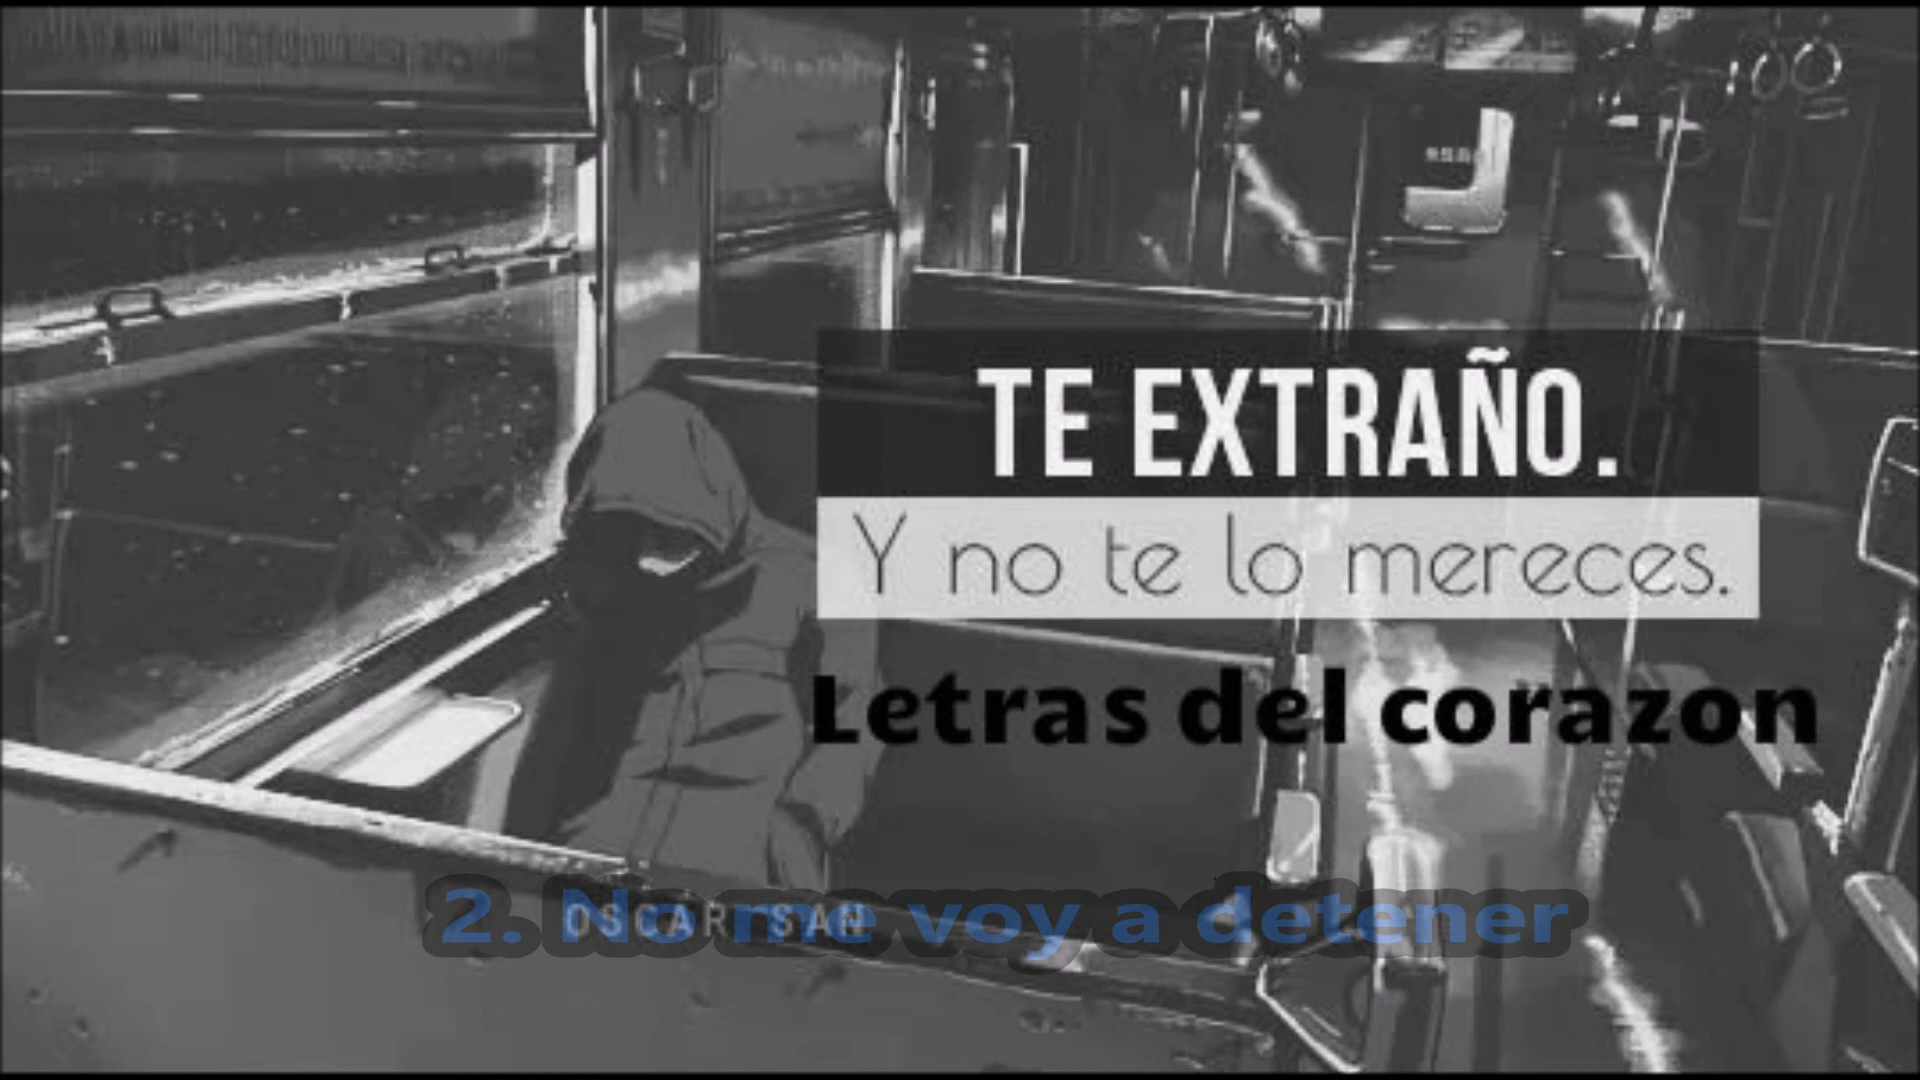 TE EXTRAÑO.
Y no te lo mereces.
Letras del corazon
2. No me voy a detener
OSCAR SAN